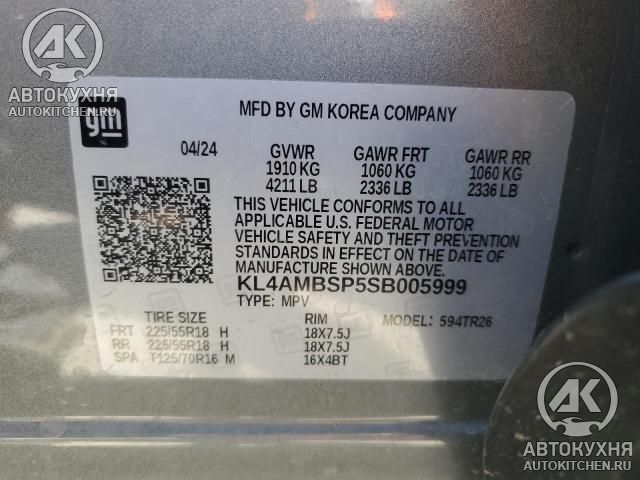 AK
АВТОКУХНЯ
AUTOKITCHEN.RU
gm
MFD BY GM KOREA COMPANY
04/24 GVWR GAWR FRT GAWR RR
1910 KG 1060 KG 1060 KG
4211 LB 2336 LB 2336 LB
THIS VEHICLE CONFORMS TO ALL
APPLICABLE U.S. FEDERAL MOTOR
VEHICLE SAFETY AND THEFT PREVENTION
STANDARDS IN EFFECT ON THE DATE
OF MANUFACTURE SHOWN ABOVE.
KL4AMBSP5SB005999
TYPE: MPV
TIRE SIZE RIM MODEL: 594TR26
FRT 225/55R18 H 18X7.5J
RR 225/55R18 H 18X7.5J
SPA T125/70R16 M 16X4BT
AK
АВТОКУХНЯ
AUTOKITCHEN.RU